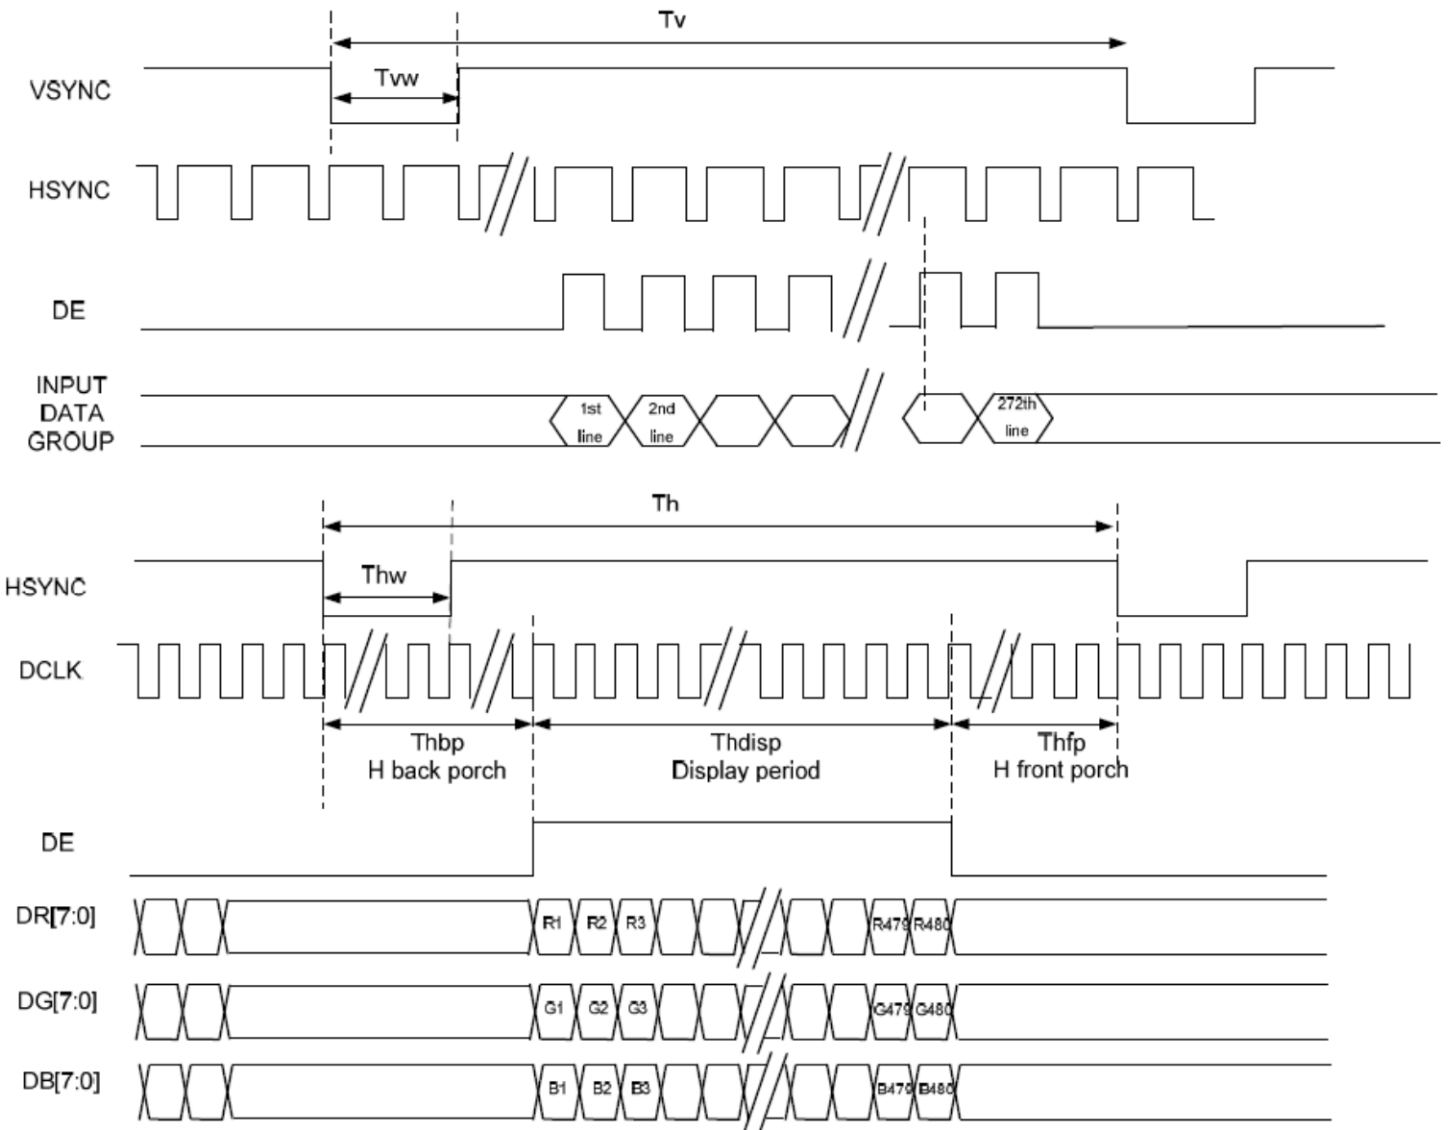 Tv
VSYNC
Tvw
HSYNC
DE
INPUT
DATA
GROUP
1st
line
2nd
line
272th
line
Th
HSYNC
Thw
DCLK
Thbp
H back porch
Thdisp
Display period
Thfp
H front porch
DE
DR[7:0]
R1 R2 R3 R479 R480
DG[7:0]
G1 G2 G3 G479 G480
DB[7:0]
B1 B2 B3 B479 B480